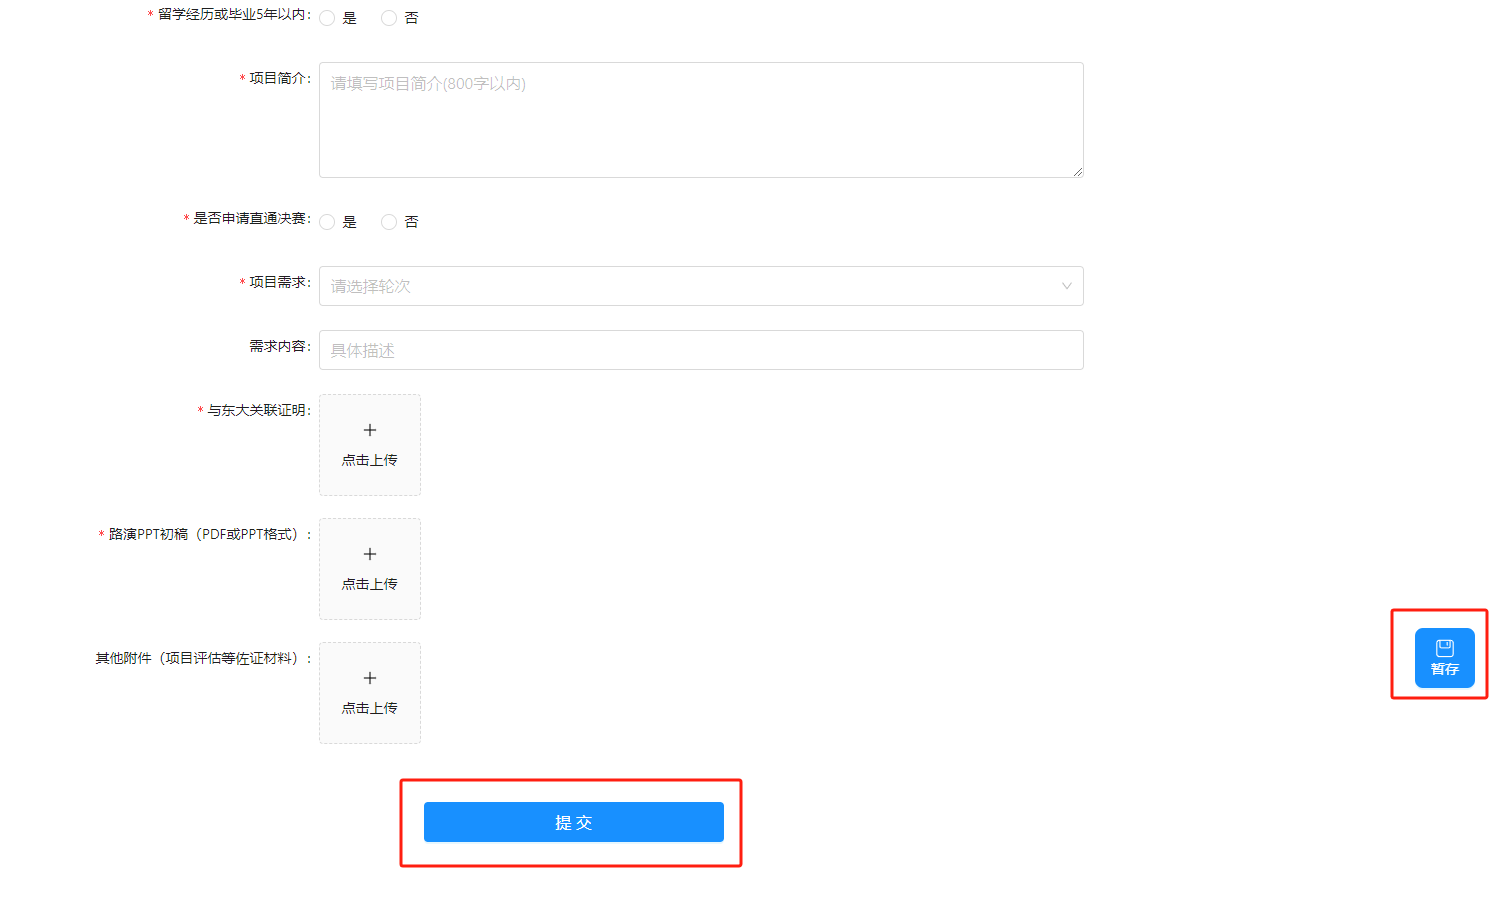 * 留学经历或毕业5年以内： 是 否
* 项目简介： 请填写项目简介(800字以内)
* 是否申请直通决赛： 是 否
* 项目需求： 请选择轮次
需求内容： 具体描述
* 与东大关联证明：
+
点击上传
* 路演PPT初稿（PDF或PPT格式）：
+
点击上传
其他附件（项目评估等佐证材料）：
+
点击上传
暂存
提 交